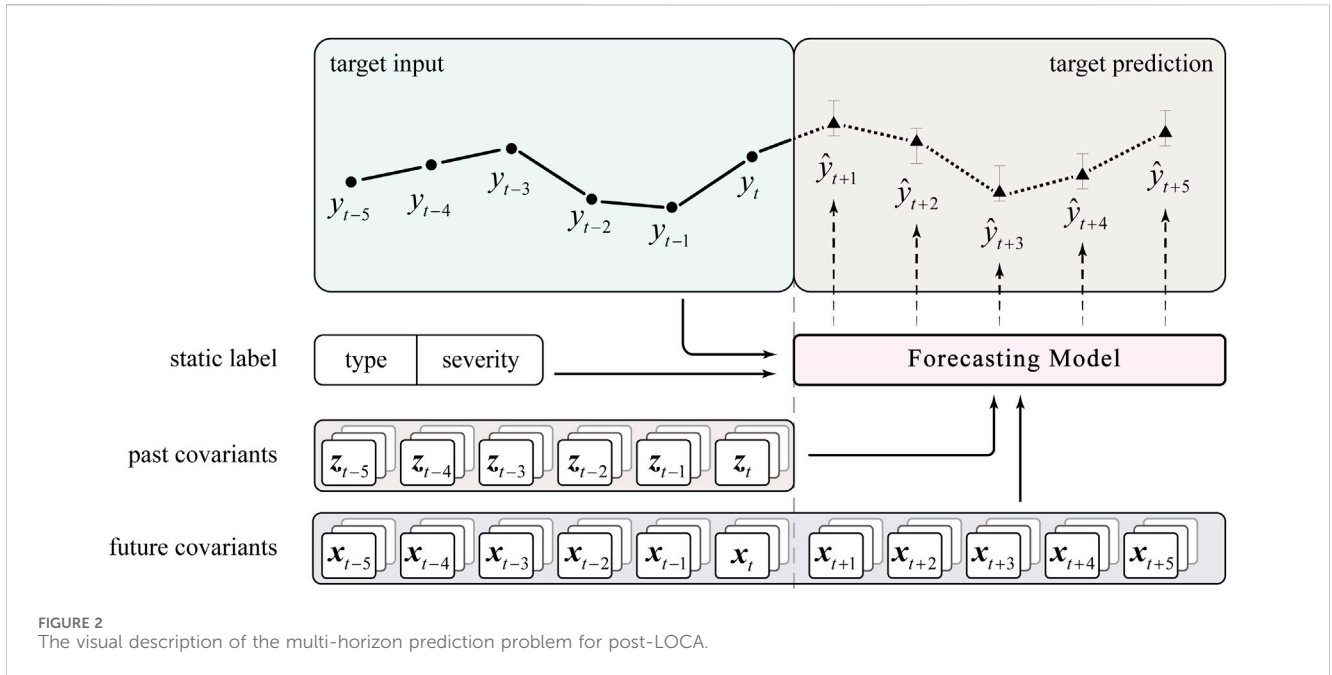 target input
target prediction
y_{t−5} y_{t−4} y_{t−3} y_{t−2} y_{t−1} y_t ŷ_{t+1} ŷ_{t+2} ŷ_{t+3} ŷ_{t+4} ŷ_{t+5}
static label type severity Forecasting Model
past covariants z_{t−5} z_{t−4} z_{t−3} z_{t−2} z_{t−1} z_t
future covariants x_{t−5} x_{t−4} x_{t−3} x_{t−2} x_{t−1} x_t x_{t+1} x_{t+2} x_{t+3} x_{t+4} x_{t+5}
FIGURE 2
The visual description of the multi-horizon prediction problem for post-LOCA.